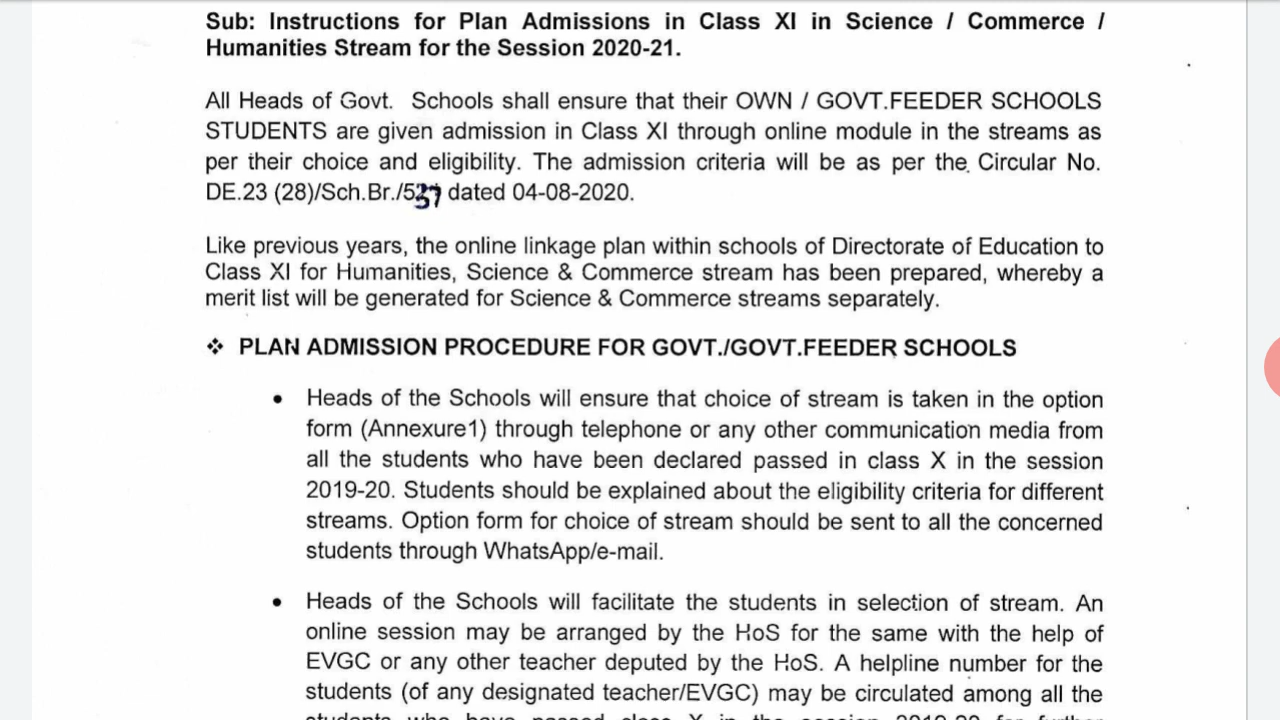 Sub: Instructions for Plan Admissions in Class XI in Science / Commerce /
Humanities Stream for the Session 2020-21.
All Heads of Govt. Schools shall ensure that their OWN / GOVT.FEEDER SCHOOLS
STUDENTS are given admission in Class XI through online module in the streams as
per their choice and eligibility. The admission criteria will be as per the Circular No.
DE.23 (28)/Sch.Br./537 dated 04-08-2020.
Like previous years, the online linkage plan within schools of Directorate of Education to
Class XI for Humanities, Science & Commerce stream has been prepared, whereby a
merit list will be generated for Science & Commerce streams separately.
❖ PLAN ADMISSION PROCEDURE FOR GOVT./GOVT.FEEDER SCHOOLS
• Heads of the Schools will ensure that choice of stream is taken in the option
form (Annexure1) through telephone or any other communication media from
all the students who have been declared passed in class X in the session
2019-20. Students should be explained about the eligibility criteria for different
streams. Option form for choice of stream should be sent to all the concerned
students through WhatsApp/e-mail.
• Heads of the Schools will facilitate the students in selection of stream. An
online session may be arranged by the HoS for the same with the help of
EVGC or any other teacher deputed by the HoS. A helpline number for the
students (of any designated teacher/EVGC) may be circulated among all the
students who have passed class X in the session 2019-20 for further